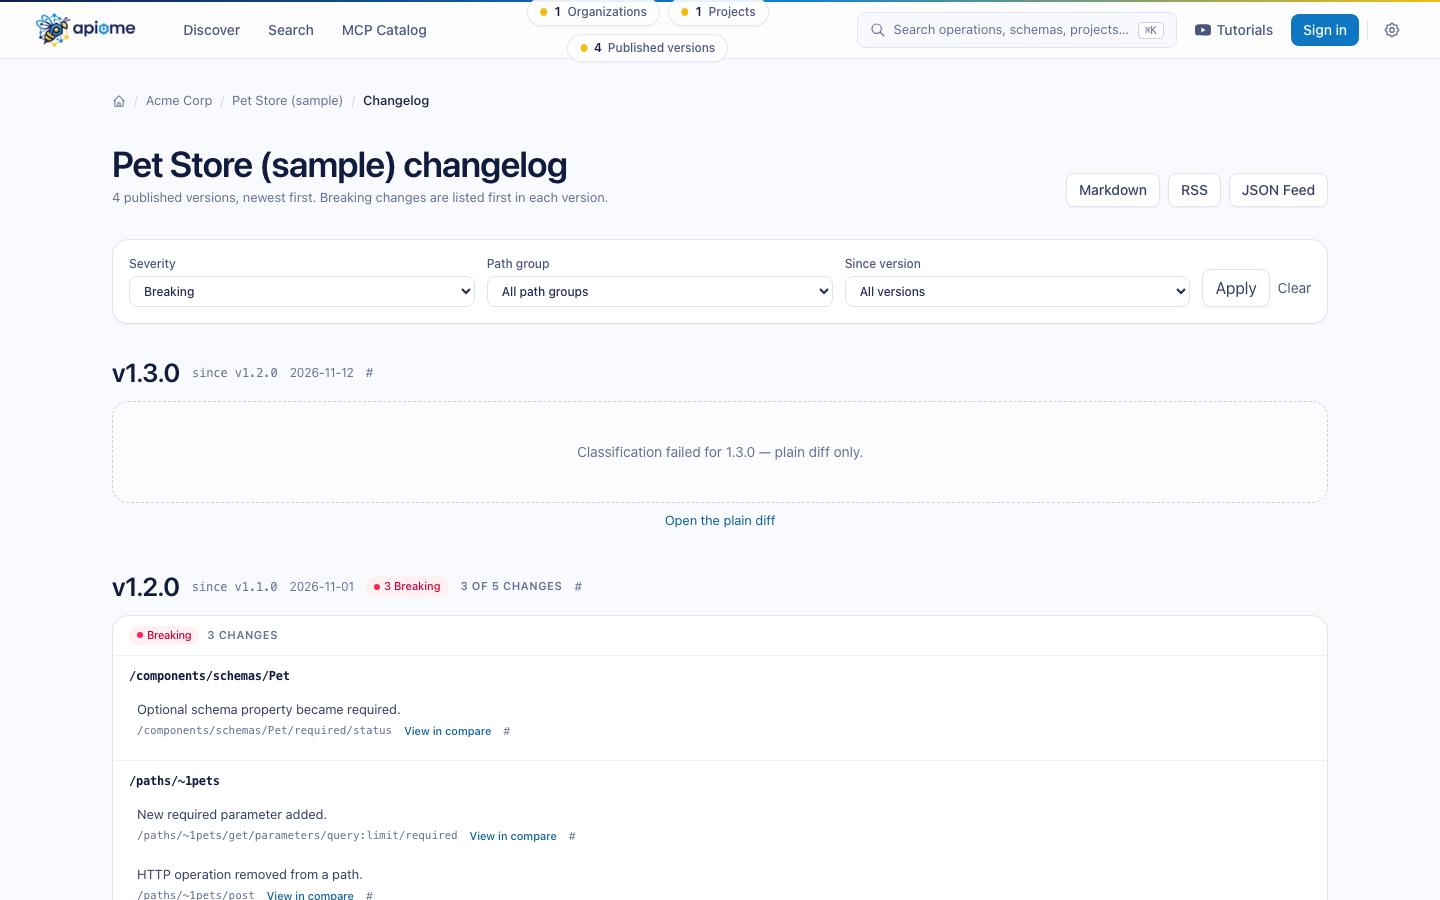 apiome
Discover
Search
MCP Catalog
1 Organizations
1 Projects
4 Published versions
Search operations, schemas, projects...
⌘K
Tutorials
Sign in
/ Acme Corp / Pet Store (sample) / Changelog
Pet Store (sample) changelog
4 published versions, newest first. Breaking changes are listed first in each version.
Markdown
RSS
JSON Feed
Severity
Path group
Since version
Breaking
All path groups
All versions
Apply
Clear
v1.3.0 since v1.2.0 2026-11-12 #
Classification failed for 1.3.0 — plain diff only.
Open the plain diff
v1.2.0 since v1.1.0 2026-11-01 3 Breaking 3 OF 5 CHANGES #
Breaking 3 CHANGES
/components/schemas/Pet
Optional schema property became required.
/components/schemas/Pet/required/status View in compare #
/paths/~1pets
New required parameter added.
/paths/~1pets/get/parameters/query:limit/required View in compare #
HTTP operation removed from a path.
/paths/~1pets/post View in compare #